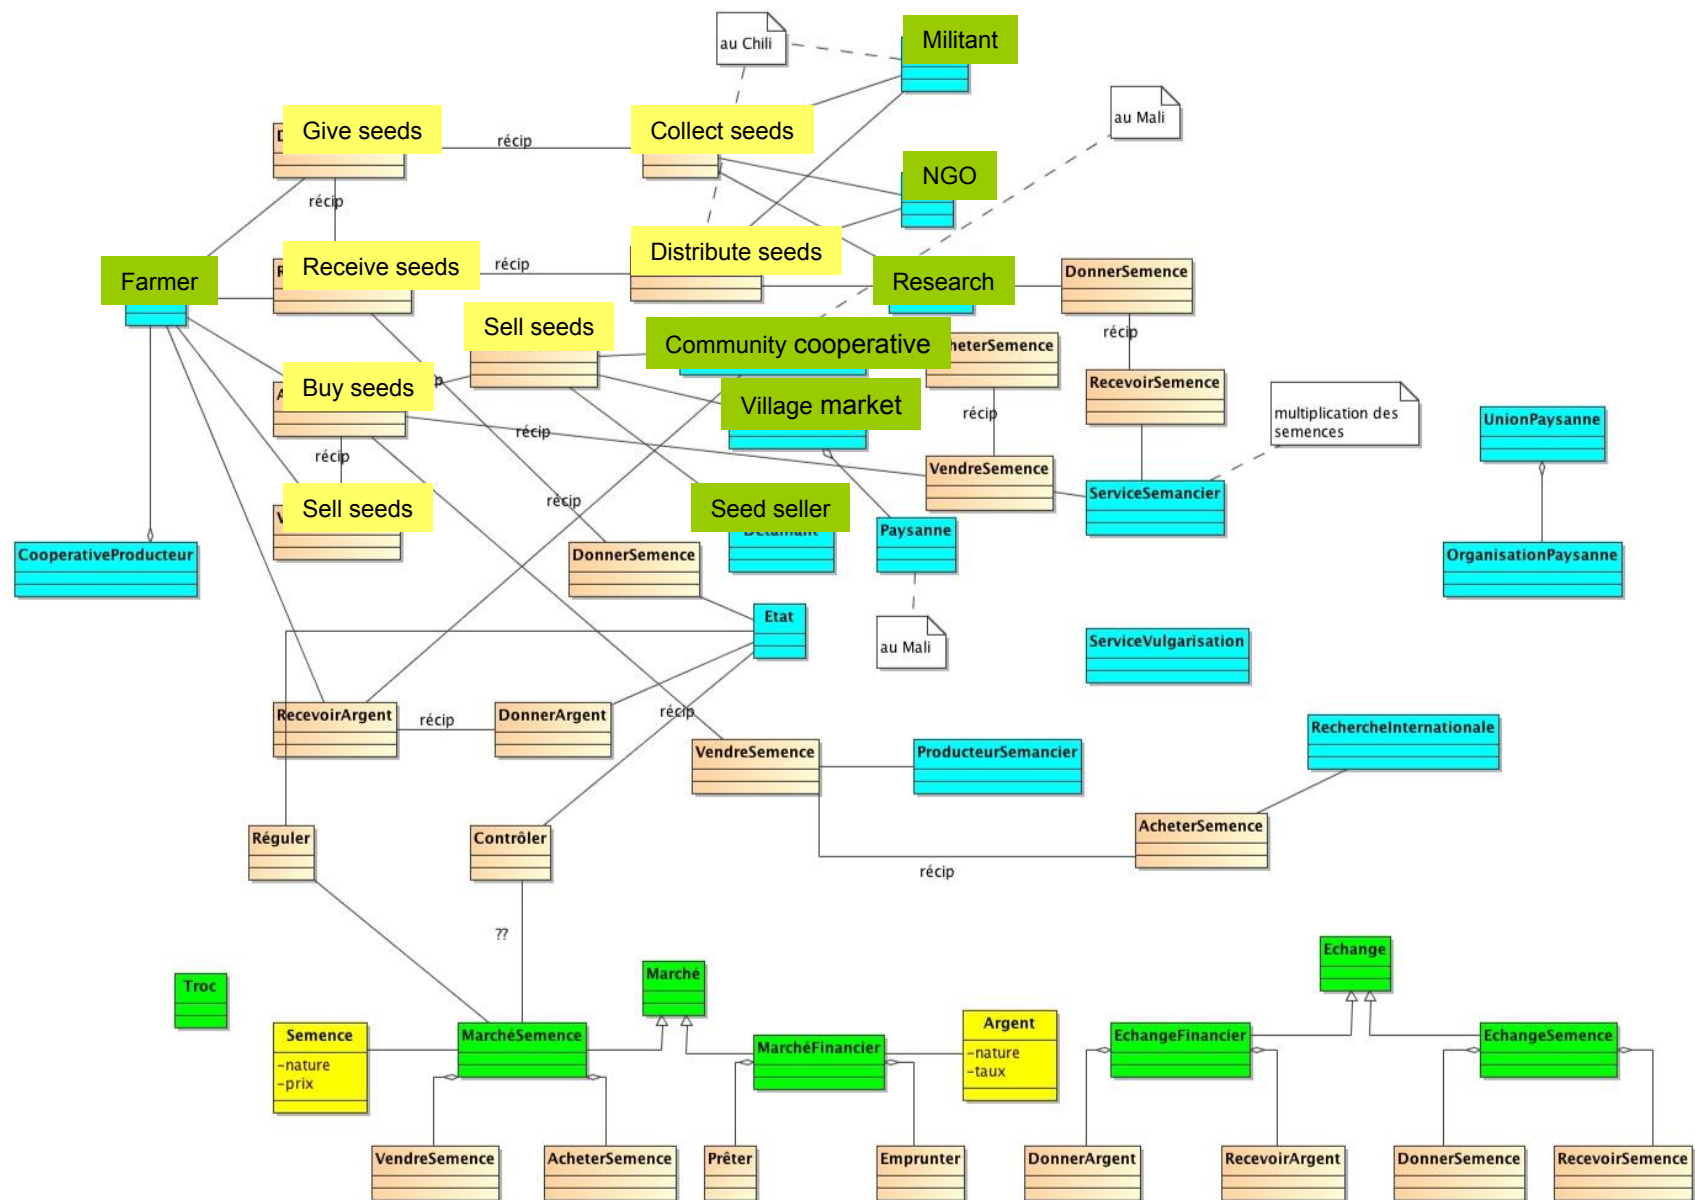 au Chili
Militant
au Mali
Give seeds
récip
Collect seeds
NGO
récip
Receive seeds
récip
Distribute seeds
Farmer
Research
DonnerSemence
récip
Sell seeds
Community cooperative
heterSemence
RecevoirSemence
Buy seeds
Village market
récip
multiplication des
semences
UnionPaysanne
récip
récip
VendreSemence
ServiceSemancier
récip
Sell seeds
Seed seller
Détaillant
Paysanne
CooperativeProducteur
DonnerSemence
OrganisationPaysanne
Etat
au Mali
ServiceVulgarisation
RecevoirArgent
récip
DonnerArgent
récip
VendreSemence
ProducteurSemancier
RechercheInternationale
Réguler
Contrôler
AcheterSemence
récip
??
Troc
Marché
Echange
Semence
-nature
-prix
MarchéSemence
MarchéFinancier
Argent
-nature
-taux
EchangeFinancier
EchangeSemence
VendreSemence
AcheterSemence
Prêter
Emprunter
DonnerArgent
RecevoirArgent
DonnerSemence
RecevoirSemence